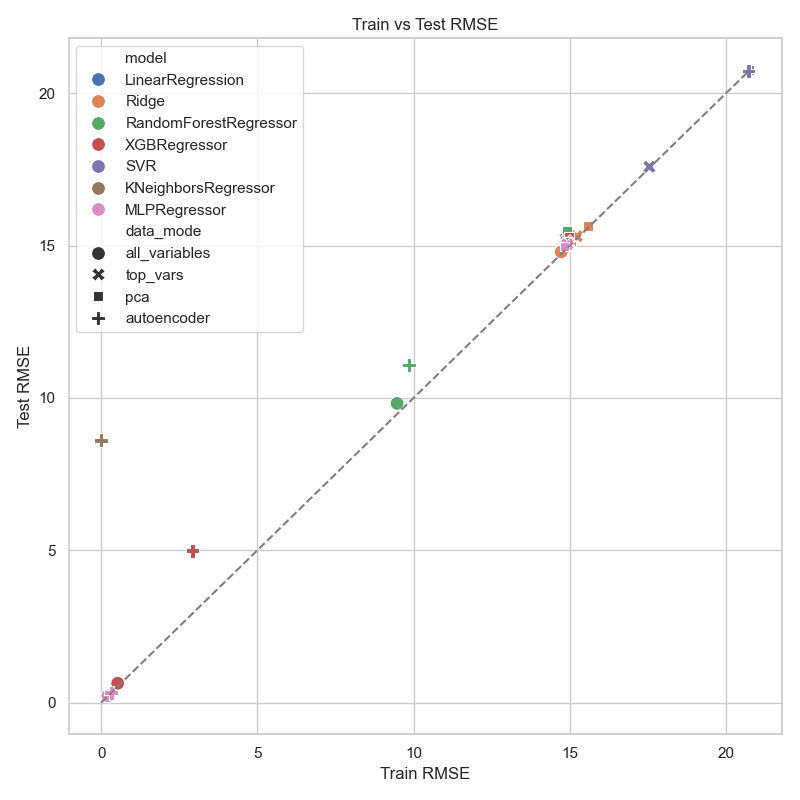 Train vs Test RMSE
model
LinearRegression
Ridge
RandomForestRegressor
XGBRegressor
SVR
KNeighborsRegressor
MLPRegressor
data_mode
all_variables
top_vars
pca
autoencoder
Test RMSE
20
15
10
5
0
0 5 10 15 20
Train RMSE